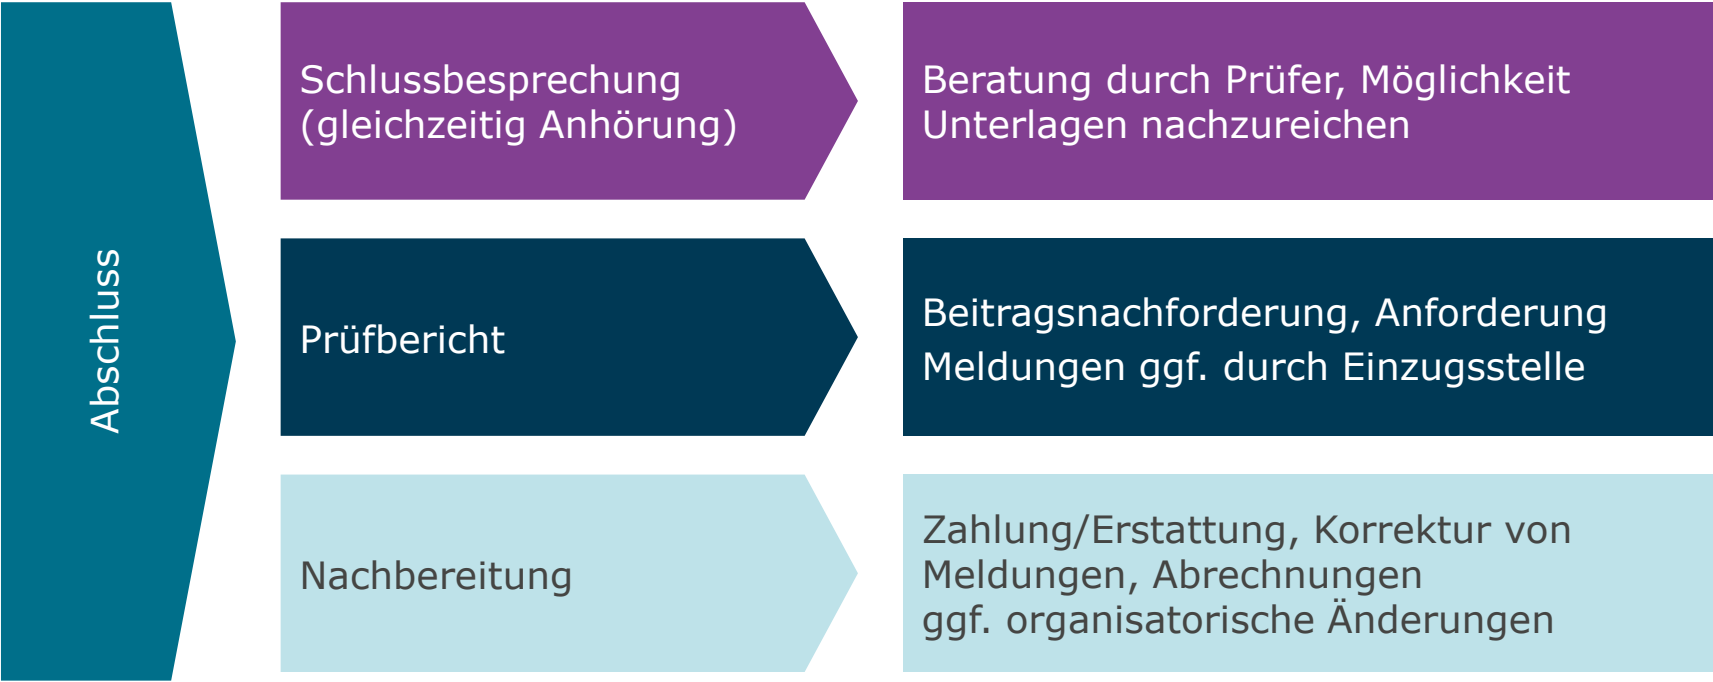 Abschluss
Schlussbesprechung
(gleichzeitig Anhörung)
Beratung durch Prüfer, Möglichkeit
Unterlagen nachzureichen
Prüfbericht
Beitragsnachforderung, Anforderung
Meldungen ggf. durch Einzugsstelle
Nachbereitung
Zahlung/Erstattung, Korrektur von
Meldungen, Abrechnungen
ggf. organisatorische Änderungen